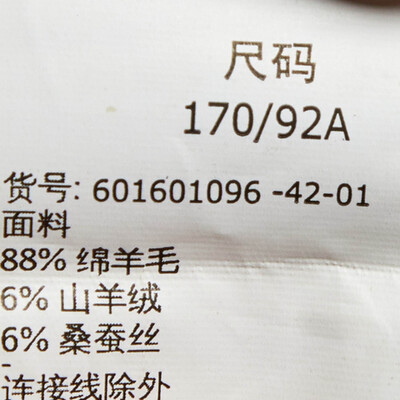 尺码
170/92A
货号: 601601096 -42-01
面料
88% 绵羊毛
6% 山羊绒
6% 桑蚕丝
-
连接线除外